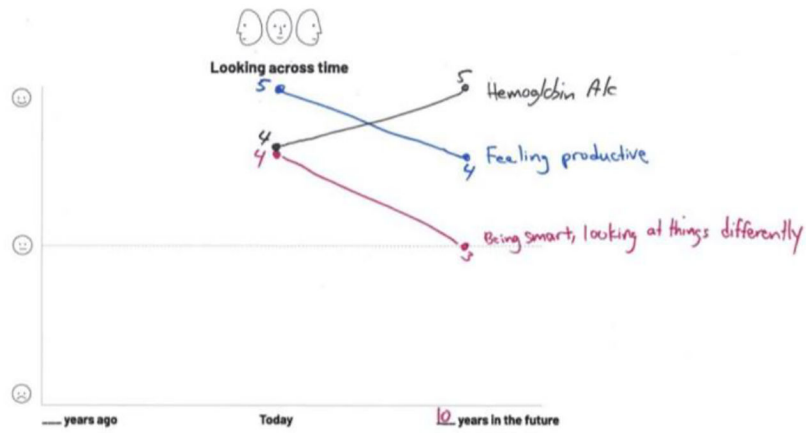 Looking across time
5
5
Hemoglobin A1c
4
4
Feeling productive
4
Being smart, looking at things differently
3
years ago
Today
10 years in the future